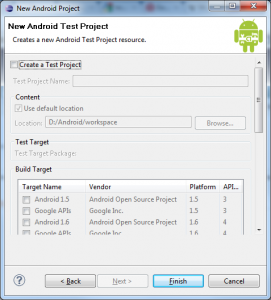 New Android Project
New Android Test Project
Creates a new Android Test Project resource.
Create a Test Project
Test Project Name:
Content
Use default location
Location: D:/Android/workspace Browse...
Test Target
Test Target Package:
Build Target
Target Name Vendor Platform API...
Android 1.5 Android Open Source Project 1.5 3
Google APIs Google Inc. 1.5 3
Android 1.6 Android Open Source Project 1.6 4
Google APIs Google Inc. 1.6 4
? < Back Next > Finish Cancel